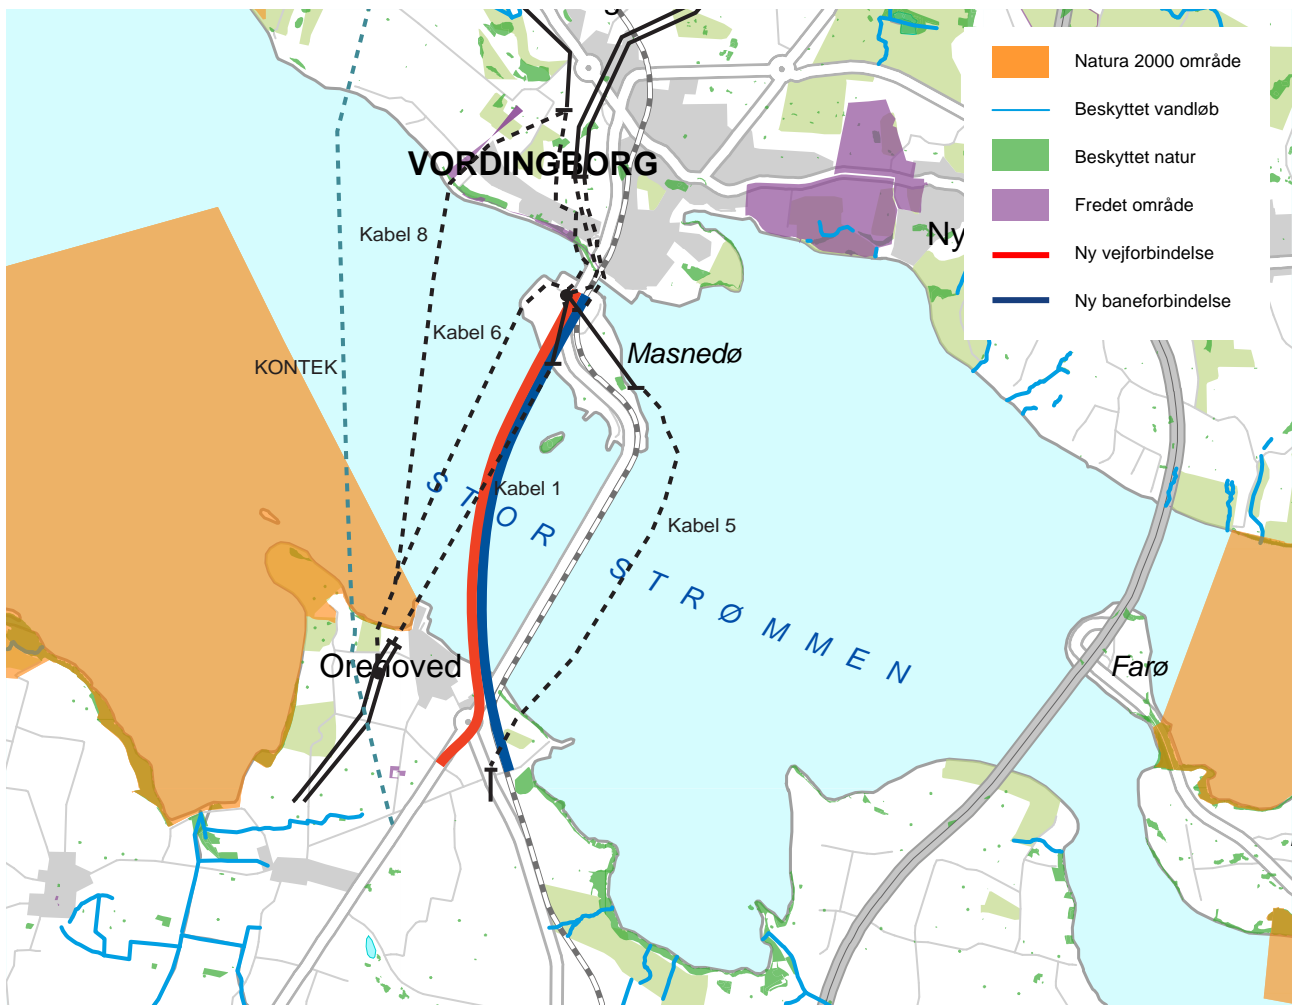 VORDINGBORG
Kabel 8
Kabel 6
KONTEK
Masnedø
Kabel 1
Kabel 5
STOR STRØMMEN
Orehoved
Farø
Ny
Natura 2000 område
Beskyttet vandløb
Beskyttet natur
Fredet område
Ny vejforbindelse
Ny baneforbindelse